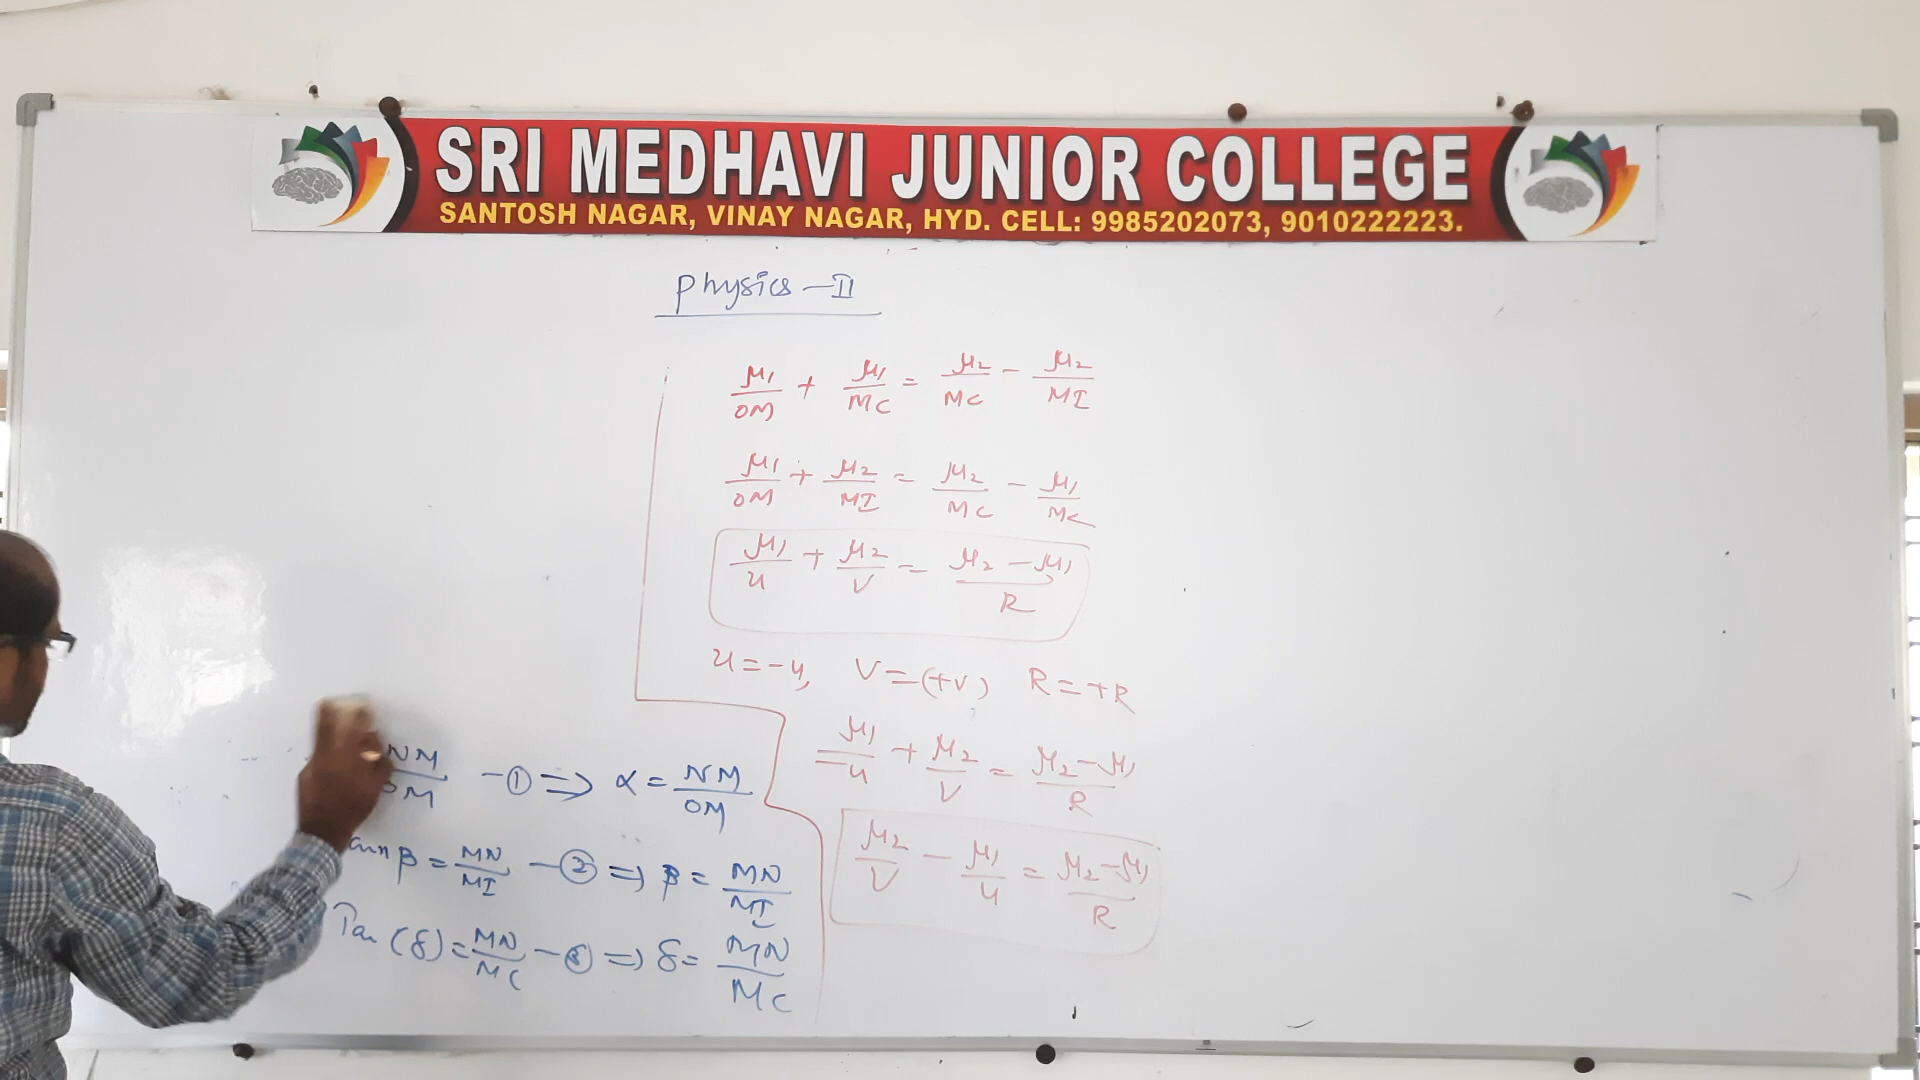 SRI MEDHAVI JUNIOR COLLEGE
SANTOSH NAGAR, VINAY NAGAR, HYD. CELL: 9985202073, 9010222223.
Physics - II
μ1/OM + μ1/MC = μ2/MC - μ2/MI
μ1/OM + μ2/MI = μ2/MC - μ1/MC
μ1/u + μ2/v = μ2 - μ1/R
u = -u, V = (+v) R = +R
μ1/-u + μ2/V = μ2 - μ1/R
μ2/V - μ1/u = μ2 - μ1/R
NM/OM - ① => α = NM/OM
β = MN/MI - ② => β = MN/MI
Tan (δ) = MN/MC - ③ => δ = MN/MC